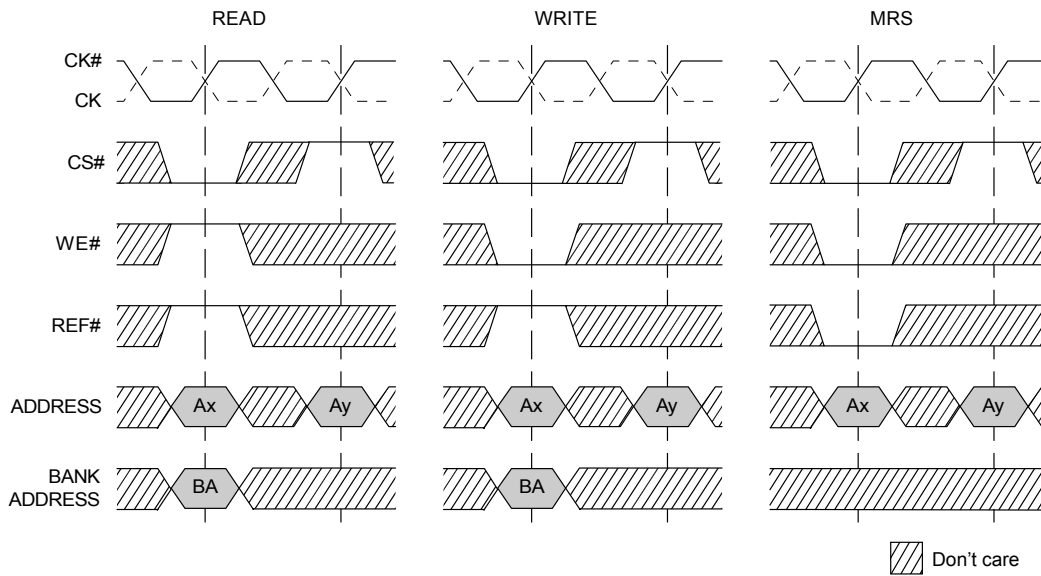 READ WRITE MRS
CK#
CK
CS#
WE#
REF#
ADDRESS Ax Ay Ax Ay Ax Ay
BANK
ADDRESS BA BA
Don't care